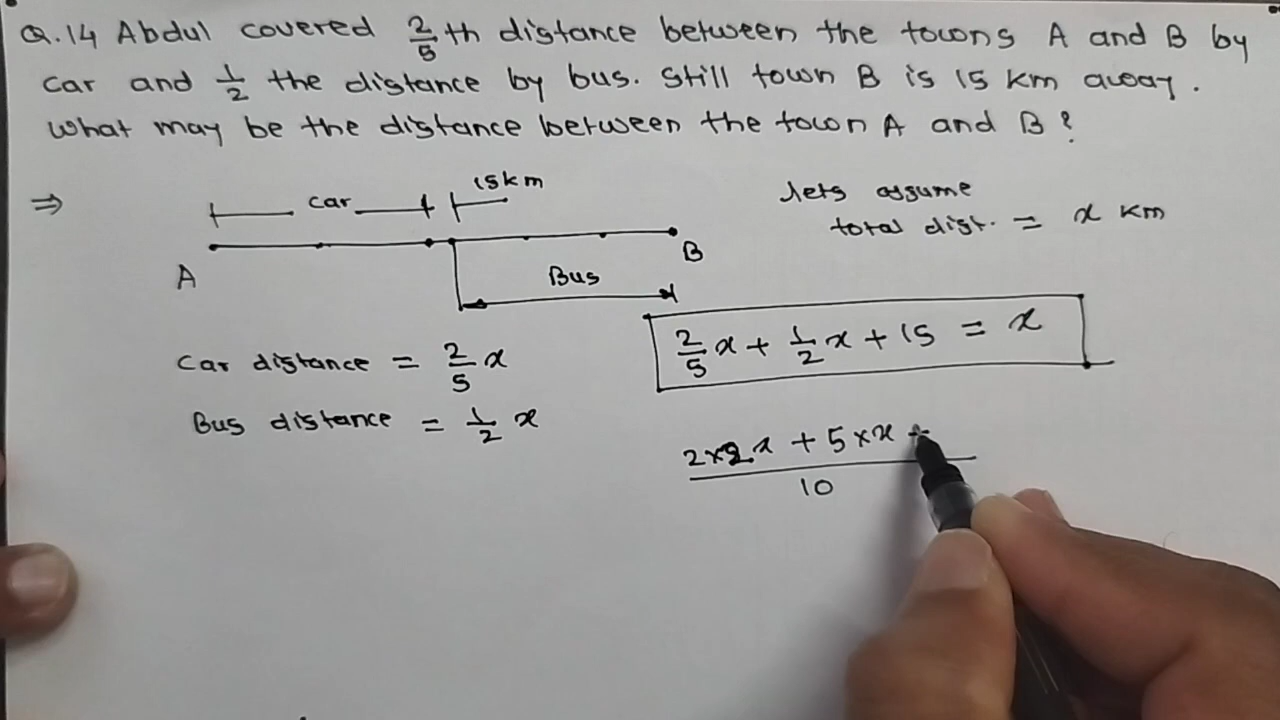 Q.14 Abdul covered 2/5 th distance between the towns A and B by
car and 1/2 the distance by bus. Still town B is 15 km away.
What may be the distance between the town A and B?
⇒
car
15km
A
B
Bus
lets assume
total dist. = x km
Car distance = 2/5 x
Bus distance = 1/2 x
2/5 x + 1/2 x + 15 = x
2×2x + 5×x +
10